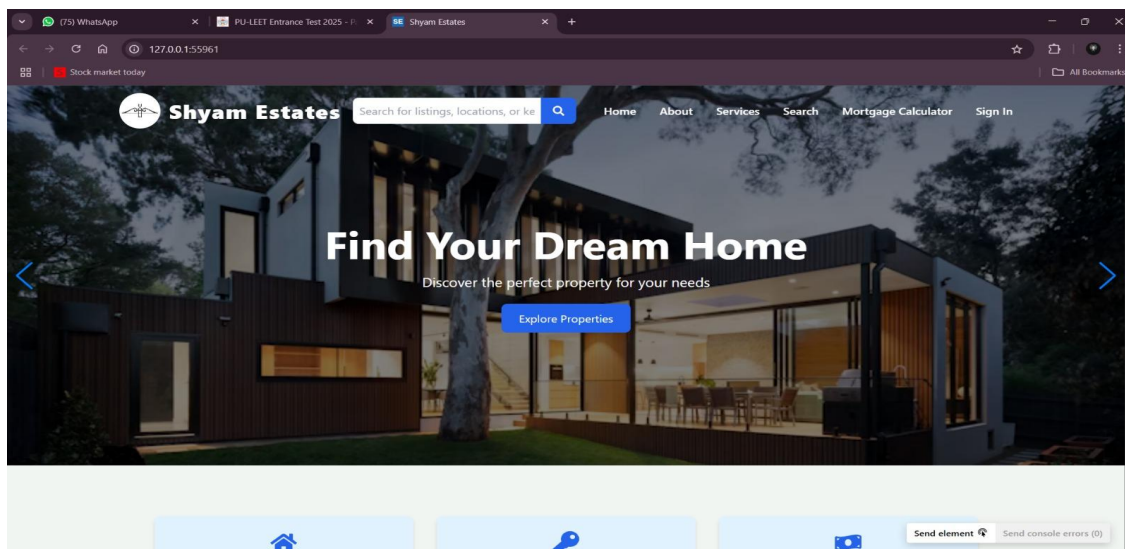 (75) WhatsApp
PU-LEET Entrance Test 2025 - P
SE Shyam Estates
127.0.0.1:55961
Stock market today
All Bookmarks
Shyam Estates
Search for listings, locations, or ke
Home About Services Search Mortgage Calculator Sign In
Find Your Dream Home
Discover the perfect property for your needs
Explore Properties
Send element Send console errors (0)